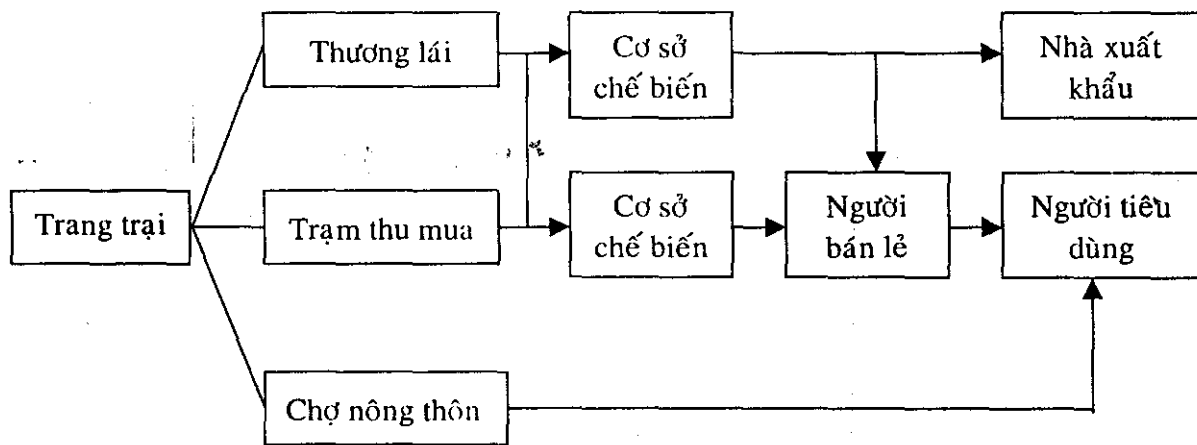 Thương lái
Cơ sở
chế biến
Nhà xuất
khẩu
Trang trại
Trạm thu mua
Cơ sở
chế biến
Người
bán lẻ
Người tiêu
dùng
Chợ nông thôn